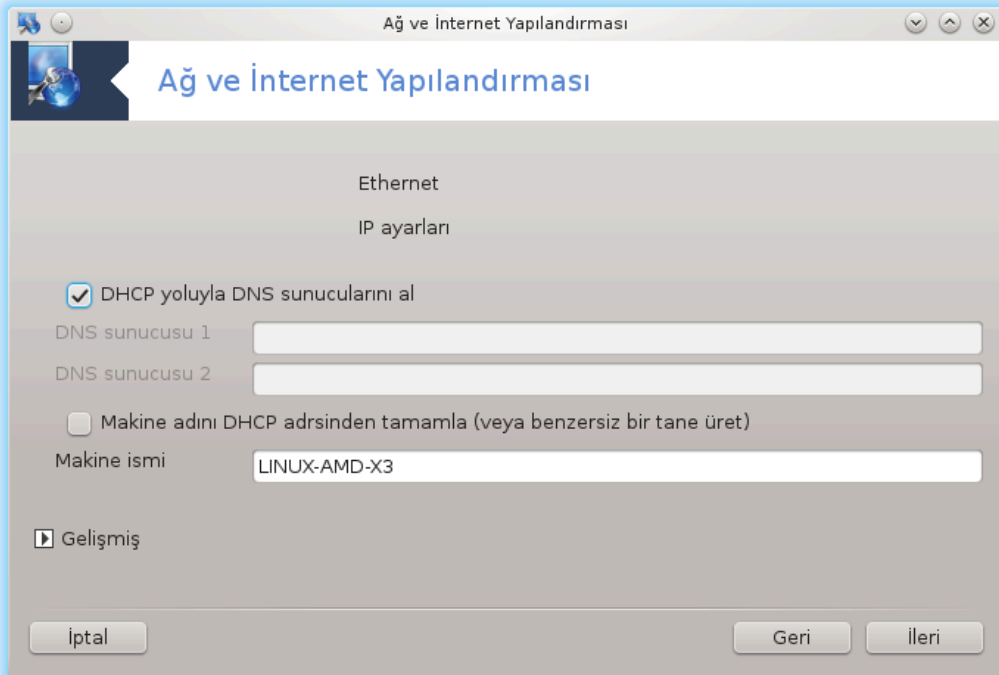 Ağ ve İnternet Yapılandırması
Ağ ve İnternet Yapılandırması
Ethernet
IP ayarları
DHCP yoluyla DNS sunucularını al
DNS sunucusu 1
DNS sunucusu 2
Makine adını DHCP adrsinden tamamla (veya benzersiz bir tane üret)
Makine ismi LINUX-AMD-X3
Gelişmiş
İptal Geri İleri